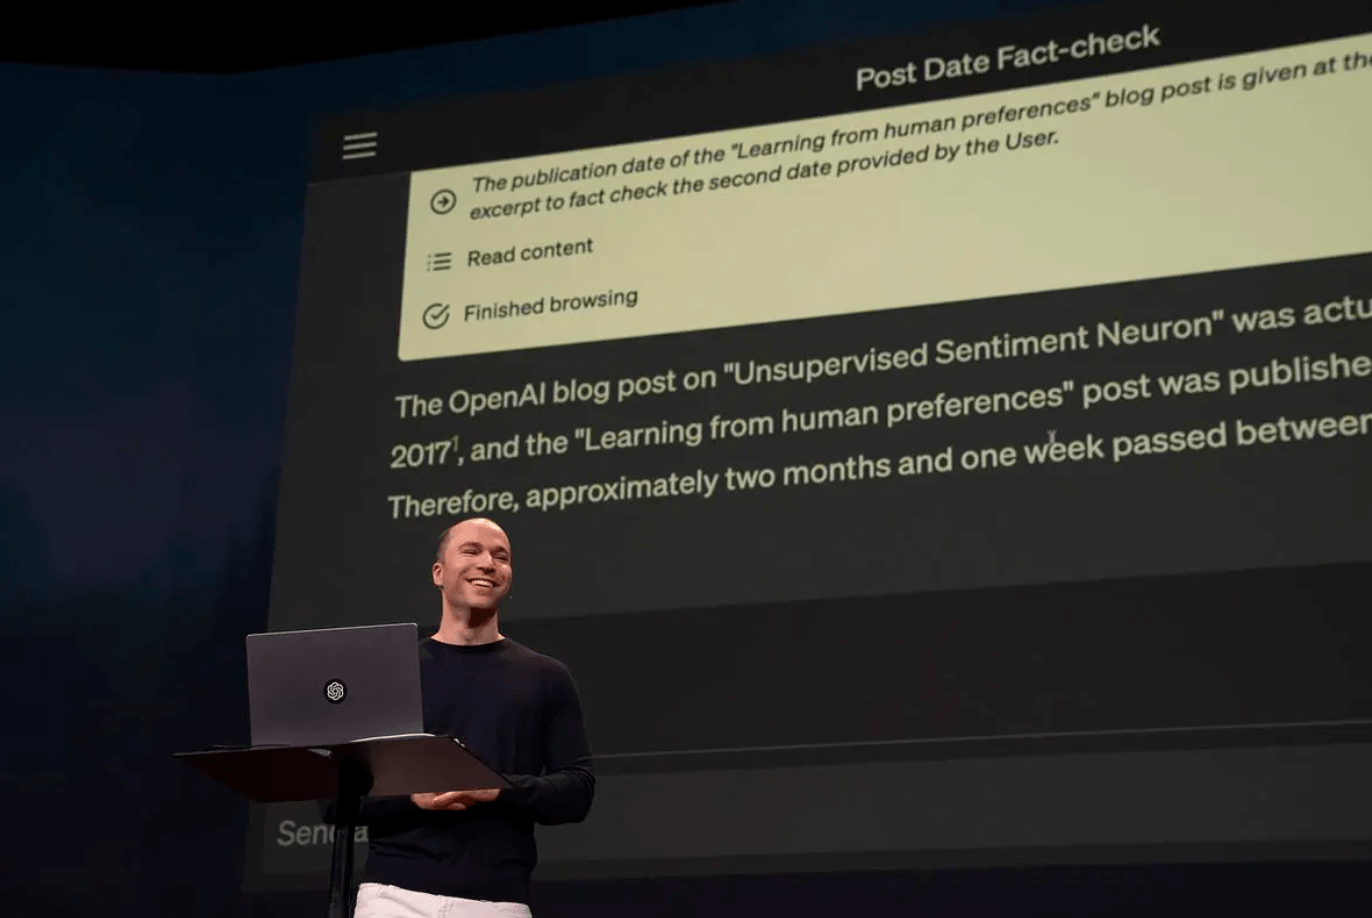 Post Date Fact-check
The publication date of the "Learning from human preferences" blog post is given at the
excerpt to fact check the second date provided by the User.
Read content
Finished browsing
The OpenAI blog post on "Unsupervised Sentiment Neuron" was actu
2017¹, and the "Learning from human preferences" post was publishe
Therefore, approximately two months and one week passed between
Send a